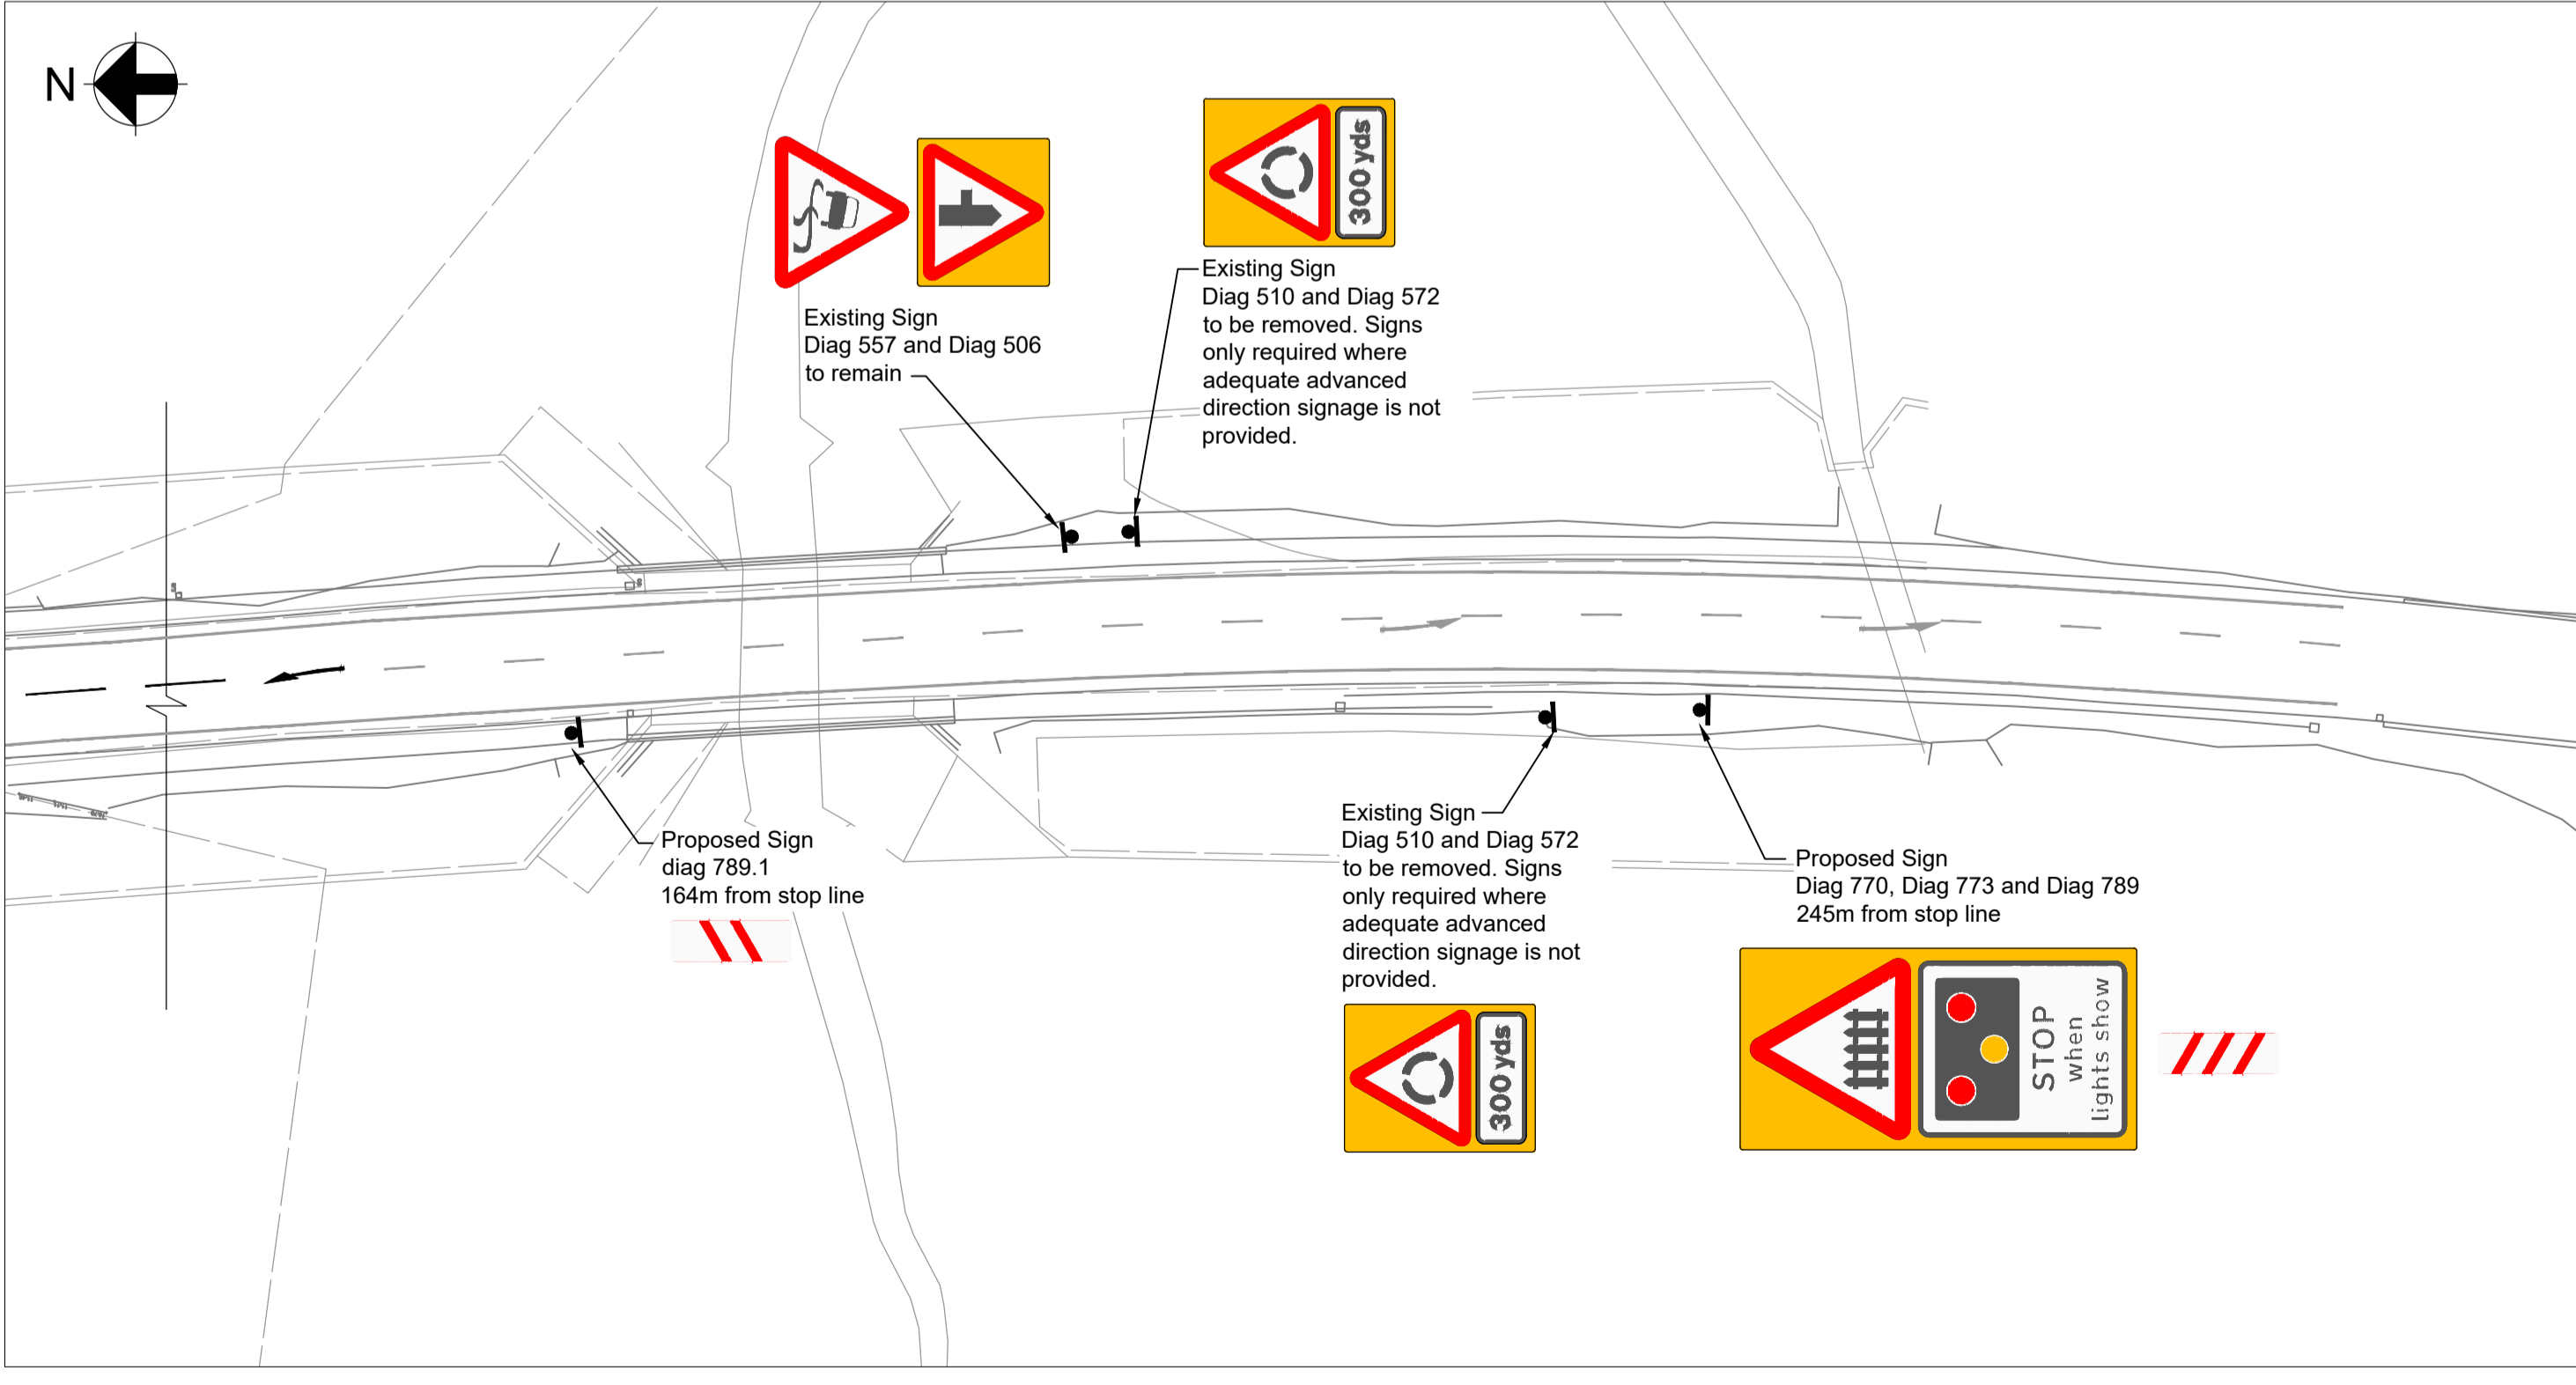 N
300 yds
Existing Sign
Diag 557 and Diag 506
to remain
Existing Sign
Diag 510 and Diag 572
to be removed. Signs
only required where
adequate advanced
direction signage is not
provided.
Proposed Sign
diag 789.1
164m from stop line
Existing Sign
Diag 510 and Diag 572
to be removed. Signs
only required where
adequate advanced
direction signage is not
provided.
300 yds
Proposed Sign
Diag 770, Diag 773 and Diag 789
245m from stop line
STOP
when
lights show